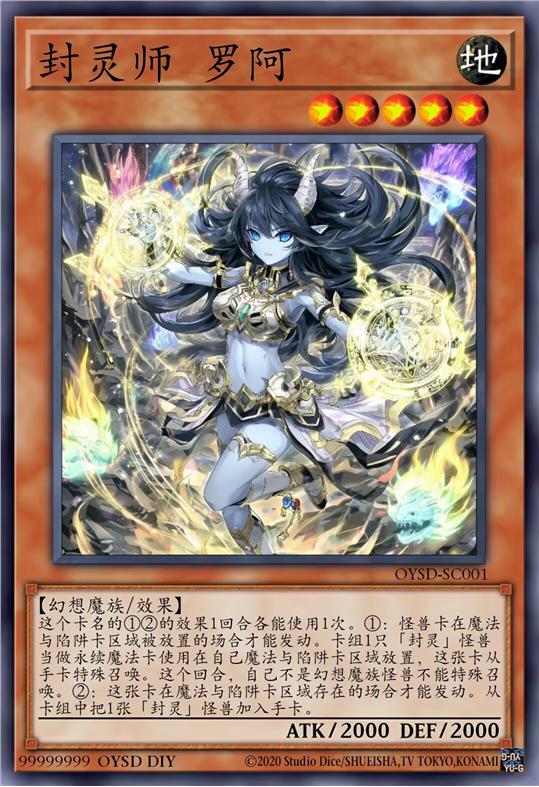 封灵师 罗阿
地
OYSD-SC001
【幻想魔族/效果】
这个卡名的①②的效果1回合各能使用1次。①：怪兽卡在魔法
与陷阱卡区域被放置的场合才能发动。卡组1只「封灵」怪兽
当做永续魔法卡使用在自己魔法与陷阱卡区域放置，这张卡从
手卡特殊召唤。这个回合，自己不是幻想魔族怪兽不能特殊召
唤。②：这张卡在魔法与陷阱卡区域存在的场合才能发动。从
卡组中把1张「封灵」怪兽加入手卡。
ATK/2000 DEF/2000
99999999 OYSD DIY ©2020 Studio Dice/SHUEISHA,TV TOKYO,KONAMI